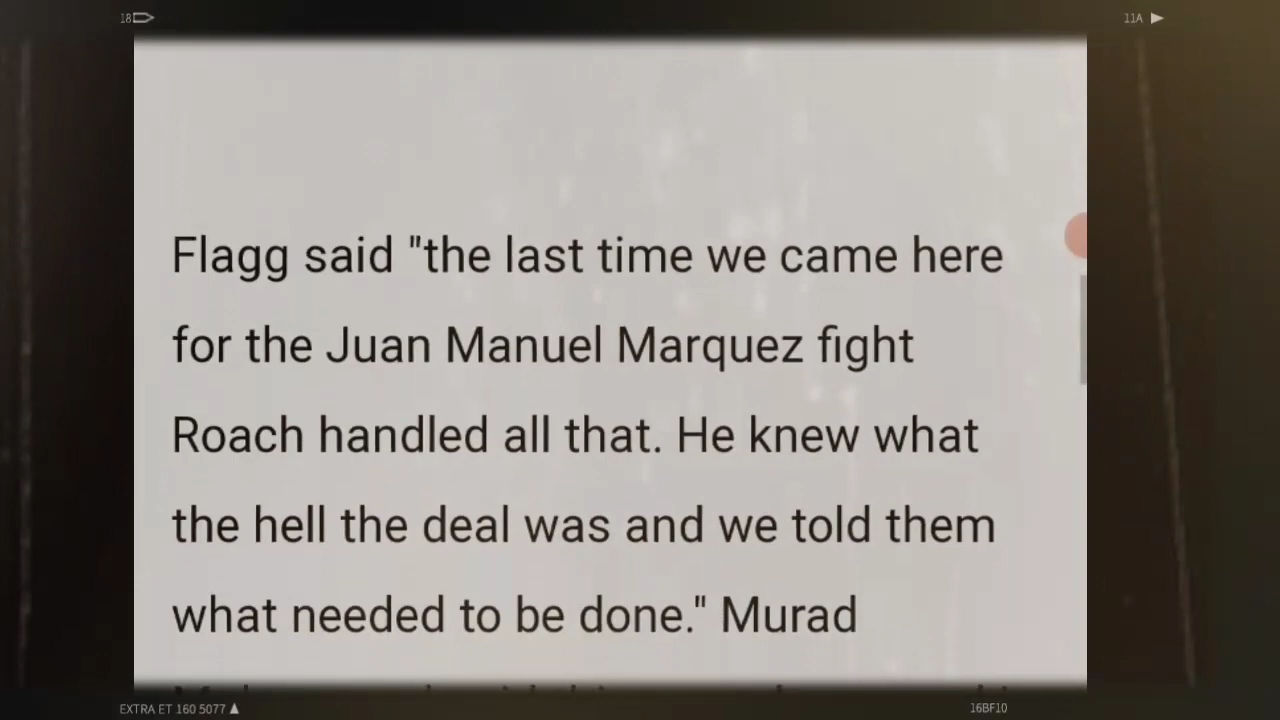 18
11A
Flagg said "the last time we came here
for the Juan Manuel Marquez fight
Roach handled all that. He knew what
the hell the deal was and we told them
what needed to be done." Murad
EXTRA ET 160 5077
16BF10